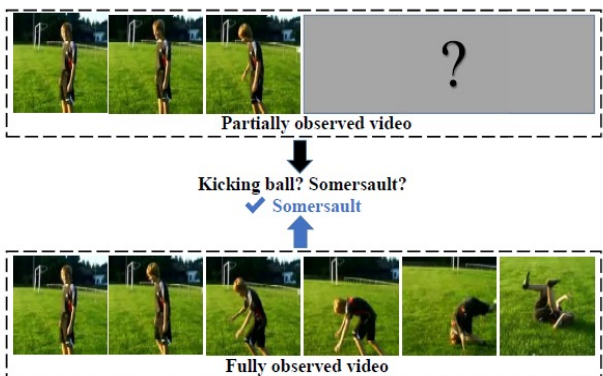 ?
Partially observed video
Kicking ball? Somersault?
✓ Somersault
Fully observed video